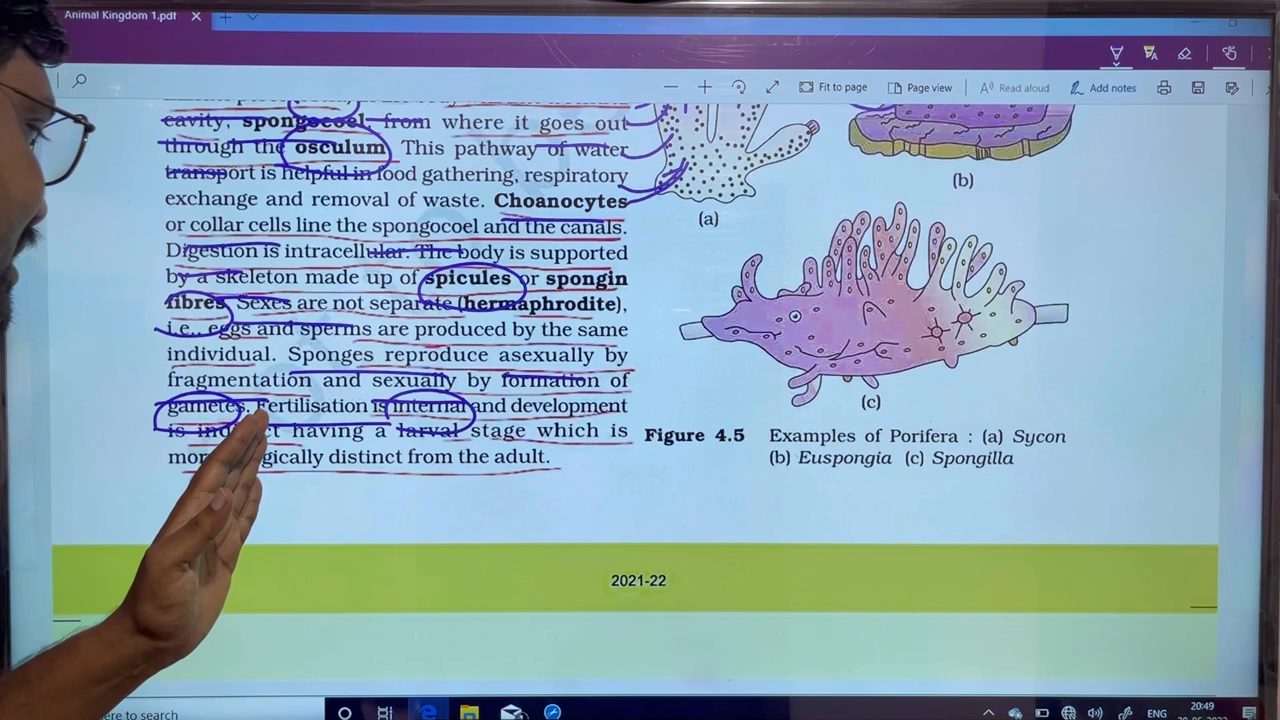 Animal Kingdom 1.pdf
Fit to page
Page view
Read aloud
Add notes
cavity, spongocoel, from where it goes out
through the osculum. This pathway of water
transport is helpful in food gathering, respiratory
exchange and removal of waste. Choanocytes
or collar cells line the spongocoel and the canals.
Digestion is intracellular. The body is supported
by a skeleton made up of spicules or spongin
fibres. Sexes are not separate (hermaphrodite),
i.e., eggs and sperms are produced by the same
individual. Sponges reproduce asexually by
fragmentation and sexually by formation of
gametes. Fertilisation is internal and development
is indirect having a larval stage which is
gically distinct from the adult.
(a)
(b)
(c)
Figure 4.5 Examples of Porifera : (a) Sycon
(b) Euspongia (c) Spongilla
2021-22
ere to search
ENG
20:49